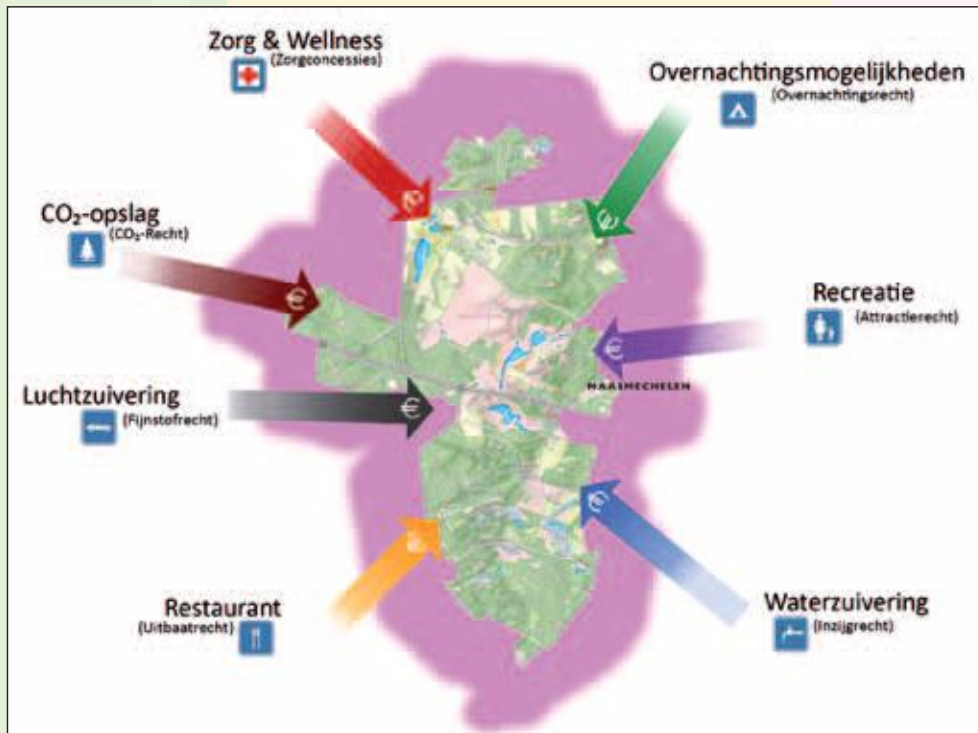 Zorg & Wellness
(Zorgconcessies)
Overnachtingsmogelijkheden
(Overnachtingsrecht)
CO₂-opslag
(CO₂-Recht)
Recreatie
(Attractierecht)
MAASMECHELEN
Luchtzuivering
(Fijnstofrecht)
Restaurant
(Uitbaatrecht)
Waterzuivering
(Inzijgrecht)
€
€
€
€
€
€
€